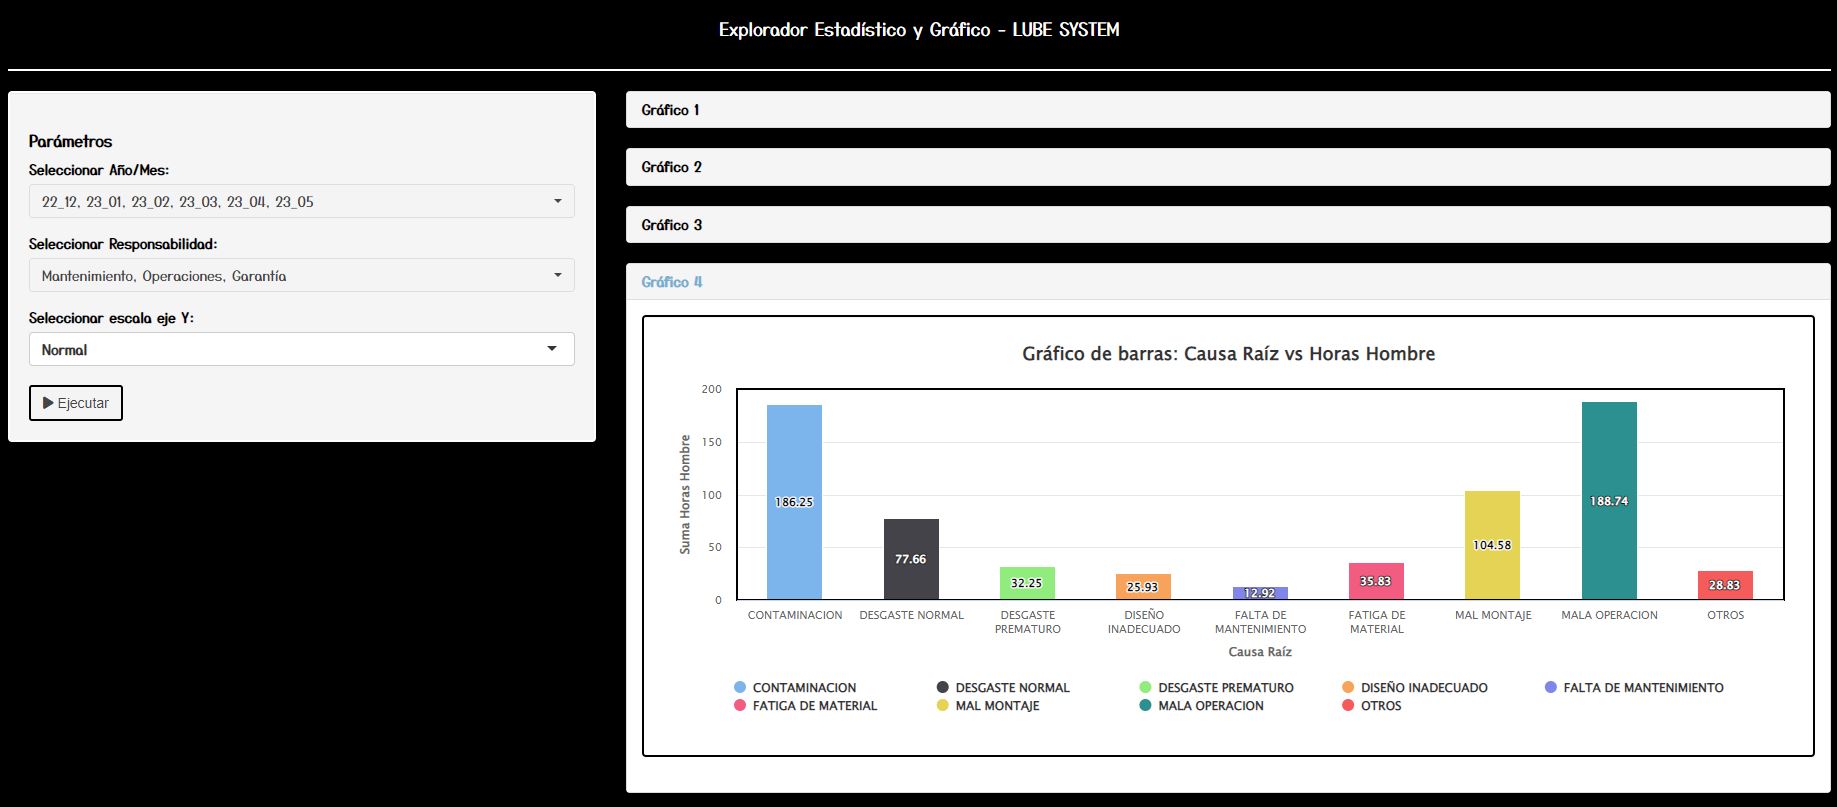 Explorador Estadístico y Gráfico - LUBE SYSTEM
Parámetros
Seleccionar Año/Mes:
22_12, 23_01, 23_02, 23_03, 23_04, 23_05
Seleccionar Responsabilidad:
Mantenimiento, Operaciones, Garantía
Seleccionar escala eje Y:
Normal
Ejecutar
Gráfico 1
Gráfico 2
Gráfico 3
Gráfico 4
Gráfico de barras: Causa Raíz vs Horas Hombre
Suma Horas Hombre
200
150
100
50
0
186.25
77.66
32.25
25.93
12.92
35.83
104.58
188.74
28.83
CONTAMINACION
DESGASTE NORMAL
DESGASTE
PREMATURO
DISEÑO
INADECUADO
FALTA DE
MANTENIMIENTO
FATIGA DE
MATERIAL
MAL MONTAJE
MALA OPERACION
OTROS
Causa Raíz
CONTAMINACION
DESGASTE NORMAL
DESGASTE PREMATURO
DISEÑO INADECUADO
FALTA DE MANTENIMIENTO
FATIGA DE MATERIAL
MAL MONTAJE
MALA OPERACION
OTROS